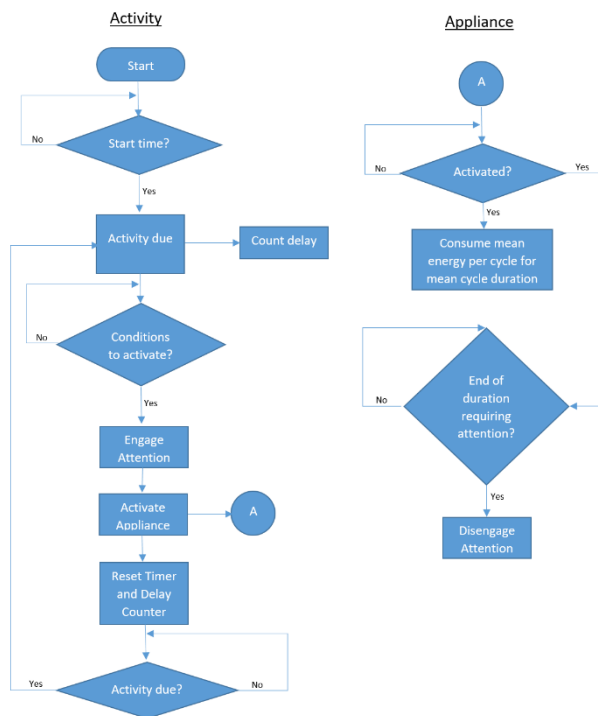 Activity
Start
No
Start time?
Yes
Activity due
Count delay
No
Conditions
to activate?
Yes
Engage
Attention
Activate
Appliance
A
Reset Timer
and Delay
Counter
Yes
Activity due?
No
Appliance
A
No
Activated?
Yes
Yes
Consume mean
energy per cycle for
mean cycle duration
No
End of
duration
requiring
attention?
Yes
Disengage
Attention